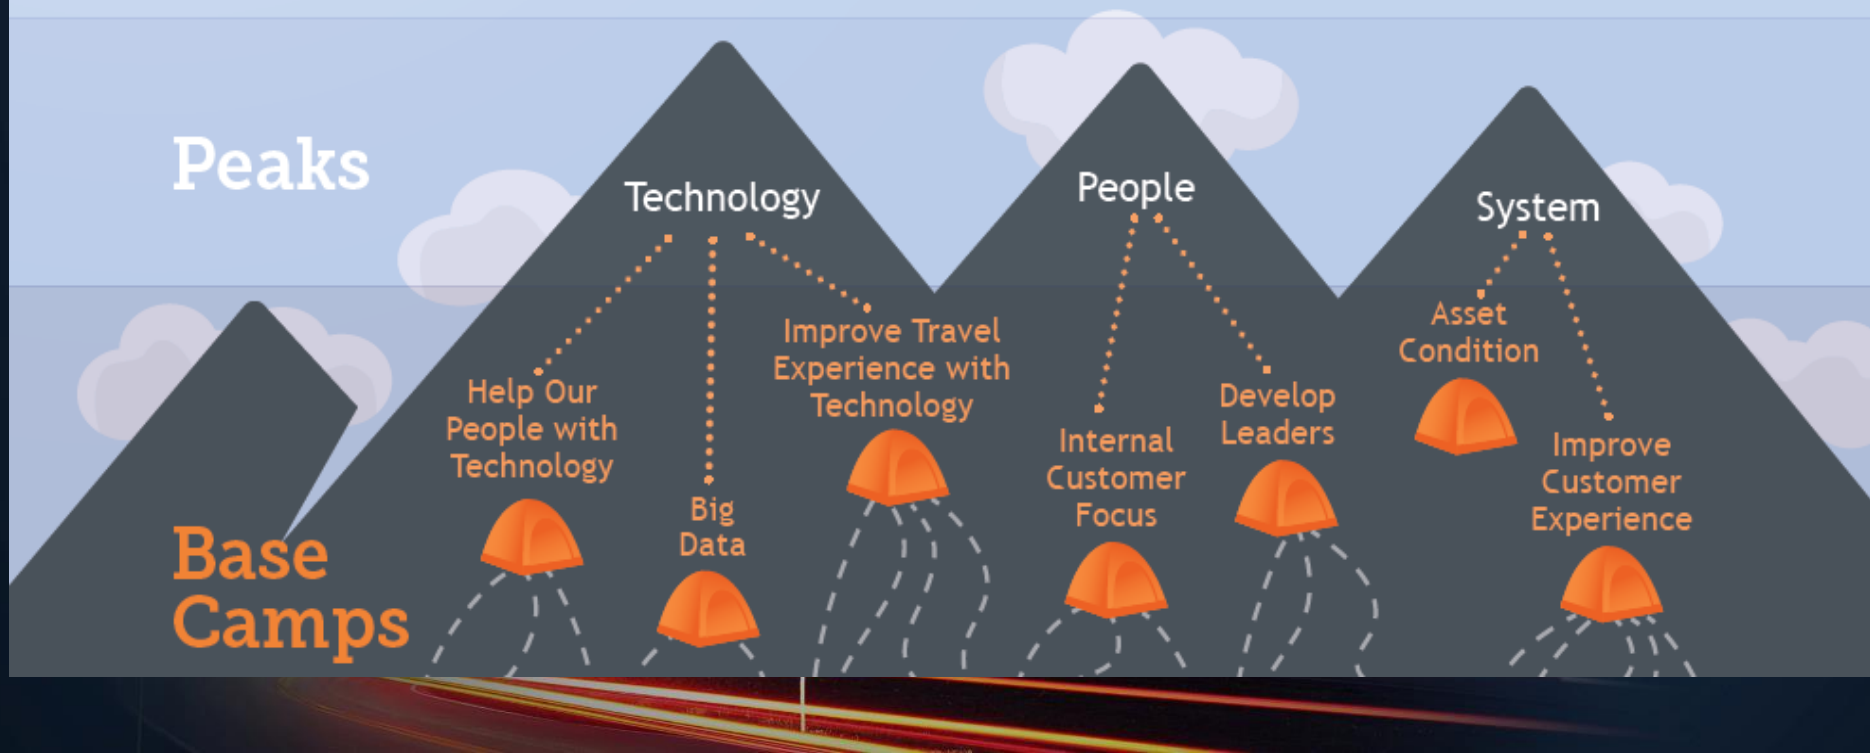 Peaks
Technology
People
System
Help Our
People with
Technology
Big
Data
Improve Travel
Experience with
Technology
Internal
Customer
Focus
Develop
Leaders
Asset
Condition
Improve
Customer
Experience
Base
Camps